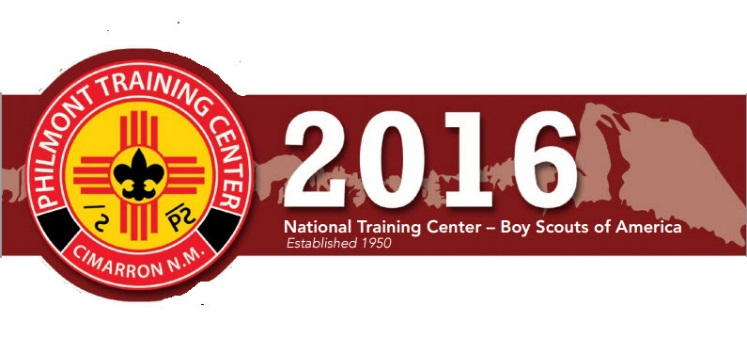 PHILMONT TRAINING CENTER
CIMARRON N.M.
2016
National Training Center – Boy Scouts of America
Established 1950